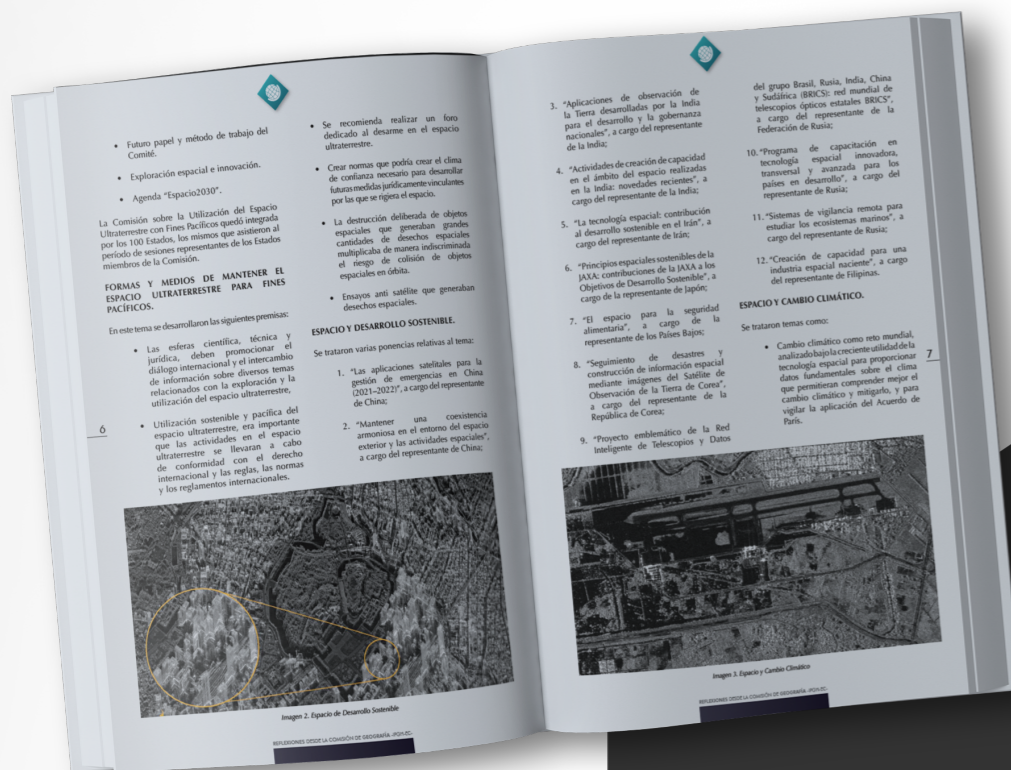 • Futuro papel y método de trabajo del
Comité.
• Exploración espacial e innovación.
• Agenda “Espacio2030”.
La Comisión sobre la Utilización del Espacio
Ultraterrestre con Fines Pacíficos quedó integrada
por los 100 Estados, los mismos que asistieron al
período de sesiones representantes de los Estados
miembros de la Comisión.
FORMAS Y MEDIOS DE MANTENER EL
ESPACIO ULTRATERRESTRE PARA FINES
PACÍFICOS.
En este tema se desarrollaron las siguientes premisas:
• Las esferas científica, técnica y
jurídica, deben promocionar el
diálogo internacional y el intercambio
de información sobre diversos temas
relacionados con la exploración y la
utilización del espacio ultraterrestre,
• Utilización sostenible y pacífica del
espacio ultraterrestre, era importante
que las actividades en el espacio
ultraterrestre se llevaran a cabo
de conformidad con el derecho
internacional y las reglas, las normas
y los reglamentos internacionales.
6
• Se recomienda realizar un foro
dedicado al desarme en el espacio
ultraterrestre.
• Crear normas que podría crear el clima
de confianza necesario para desarrollar
futuras medidas jurídicamente vinculantes
por las que se rigiera el espacio.
• La destrucción deliberada de objetos
espaciales que generaban grandes
cantidades de desechos espaciales
multiplicaba de manera indiscriminada
el riesgo de colisión de objetos
espaciales en órbita.
• Ensayos anti satélite que generaban
desechos espaciales.
ESPACIO Y DESARROLLO SOSTENIBLE.
Se trataron varias ponencias relativas al tema:
1. “Las aplicaciones satelitales para la
gestión de emergencias en China
(2021–2022)”, a cargo del representante
de China;
2. “Mantener una coexistencia
armoniosa en el entorno del espacio
exterior y las actividades espaciales”,
a cargo del representante de China;
Imagen 2. Espacio de Desarrollo Sostenible
REFLEXIONES DESDE LA COMISIÓN DE GEOGRAFÍA -IPGH.EC-
3. “Aplicaciones de observación de
la Tierra desarrolladas por la India
para el desarrollo y la gobernanza
nacionales”, a cargo del representante
de la India;
4. “Actividades de creación de capacidad
en el ámbito del espacio realizadas
en la India: novedades recientes”, a
cargo del representante de la India;
5. “La tecnología espacial: contribución
al desarrollo sostenible en el Irán”, a
cargo del representante de Irán;
6. “Principios espaciales sostenibles de la
JAXA: contribuciones de la JAXA a los
Objetivos de Desarrollo Sostenible”, a
cargo de la representante de Japón;
7. “El espacio para la seguridad
alimentaria”, a cargo de la
representante de los Países Bajos;
8. “Seguimiento de desastres y
construcción de información espacial
mediante imágenes del Satélite de
Observación de la Tierra de Corea”,
a cargo del representante de la
República de Corea;
9. “Proyecto emblemático de la Red
Inteligente de Telescopios y Datos
del grupo Brasil, Rusia, India, China
y Sudáfrica (BRICS): red mundial de
telescopios ópticos estatales BRICS”,
a cargo del representante de la
Federación de Rusia;
10. “Programa de capacitación en
tecnología espacial innovadora,
transversal y avanzada para los
países en desarrollo”, a cargo del
representante de Rusia;
11. “Sistemas de vigilancia remota para
estudiar los ecosistemas marinos”, a
cargo del representante de Rusia;
12. “Creación de capacidad para una
industria espacial naciente”, a cargo
del representante de Filipinas.
ESPACIO Y CAMBIO CLIMÁTICO.
Se trataron temas como:
• Cambio climático como reto mundial,
analizado bajo la creciente utilidad de la
tecnología espacial para proporcionar
datos fundamentales sobre el clima
que permitieran comprender mejor el
cambio climático y mitigarlo, y para
vigilar la aplicación del Acuerdo de
París.
7
Imagen 3. Espacio y Cambio Climático
REFLEXIONES DESDE LA COMISIÓN DE GEOGRAFÍA -IPGH.EC-